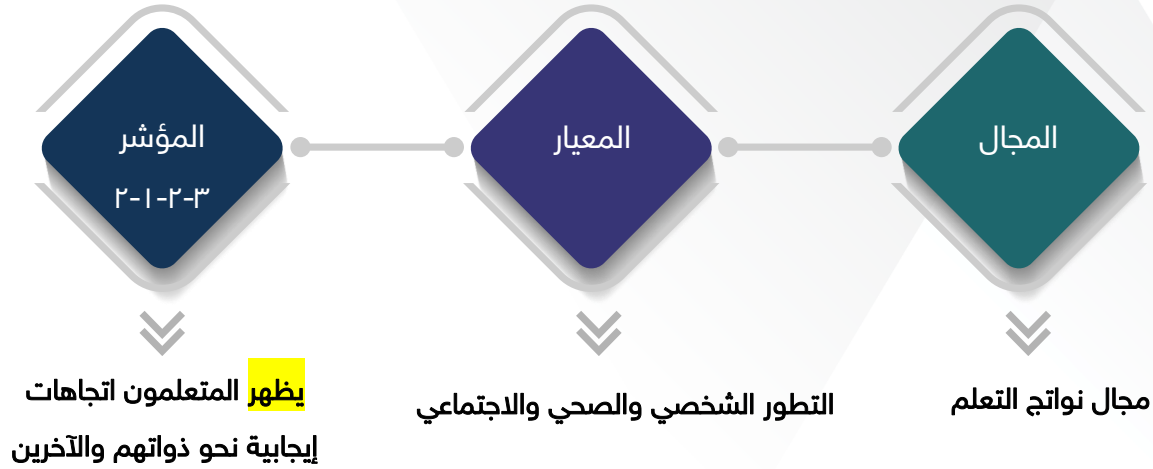 المجال
المعيار
المؤشر
٣-٢-١-٢
مجال نواتج التعلم
التطور الشخصي والصحي والاجتماعي
يظهر المتعلمون اتجاهات
إيجابية نحو ذواتهم والآخرين